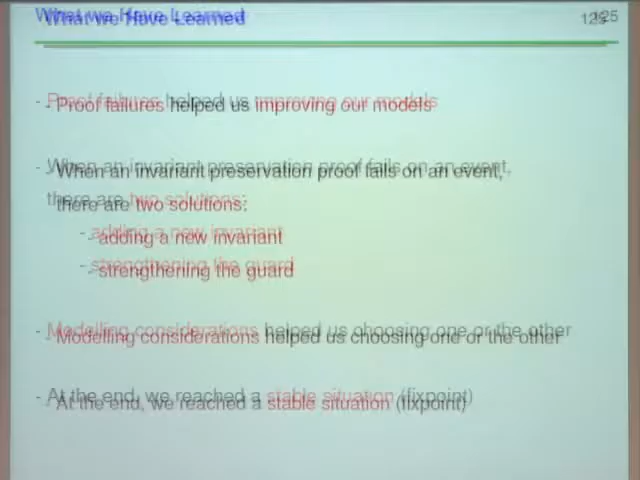 What we Have Learned
125
- Proof failures helped us improving our models
- When an invariant preservation proof fails on an event,
there are two solutions:
- adding a new invariant
- strengthening the guard
- Modelling considerations helped us choosing one or the other
- At the end, we reached a stable situation (fixpoint)